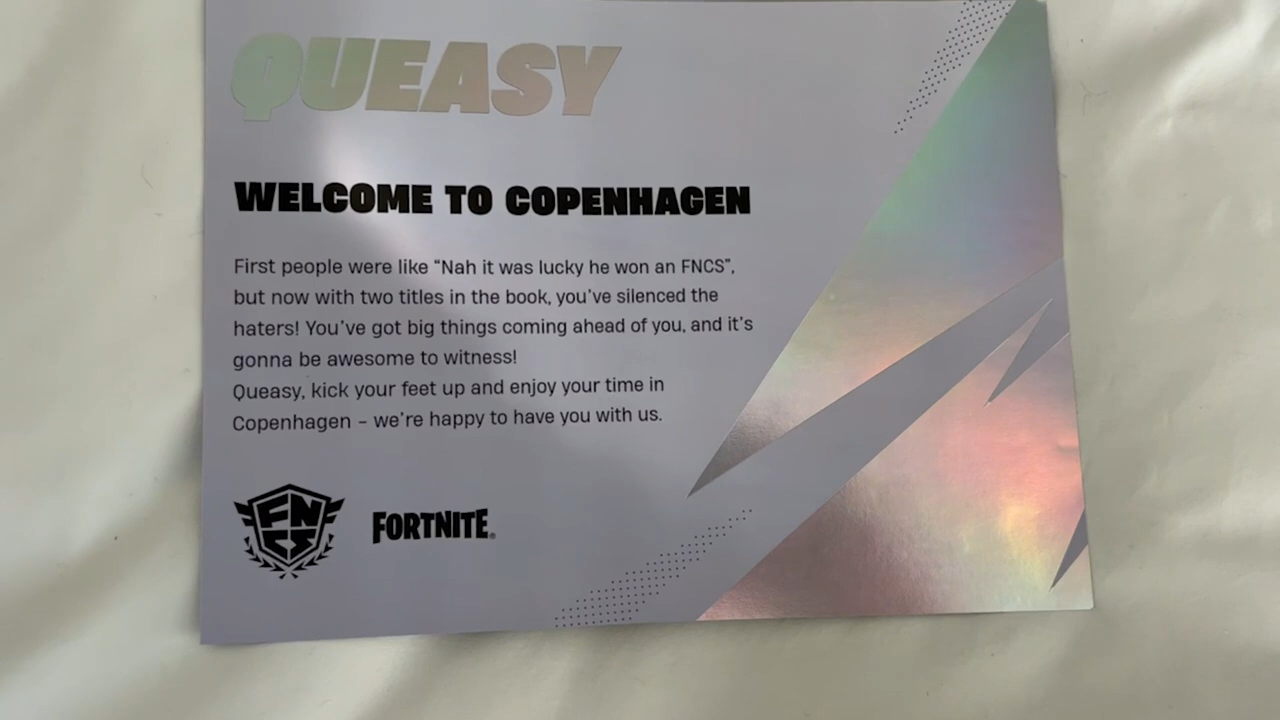 QUEASY
WELCOME TO COPENHAGEN
First people were like “Nah it was lucky he won an FNCS”,
but now with two titles in the book, you’ve silenced the
haters! You’ve got big things coming ahead of you, and it’s
gonna be awesome to witness!
Queasy, kick your feet up and enjoy your time in
Copenhagen – we’re happy to have you with us.
FN
CS
FORTNITE®